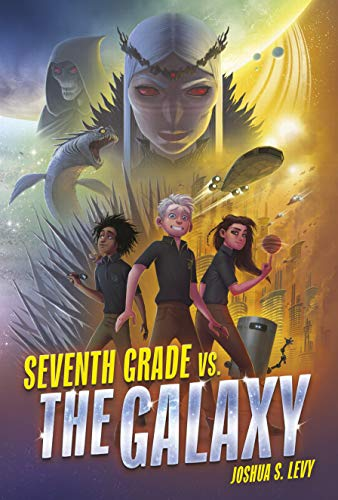 SEVENTH GRADE VS.
THE GALAXY
JOSHUA S. LEVY